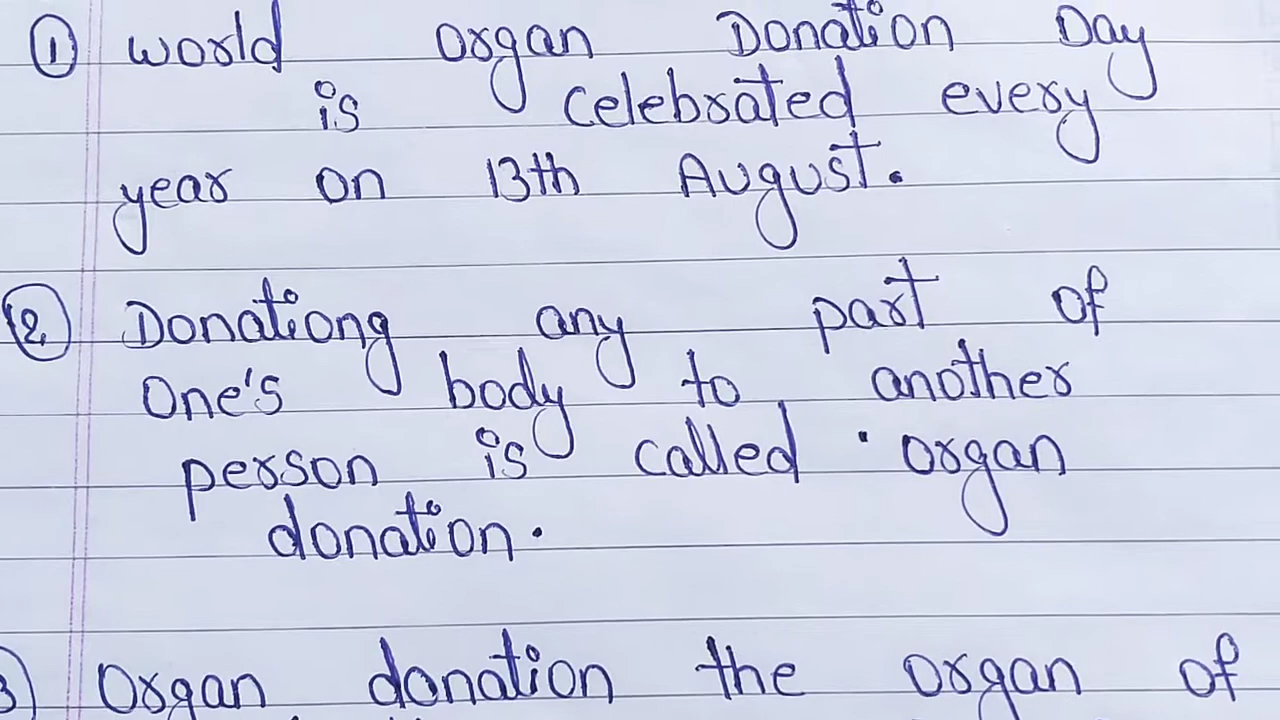 ① World Organ Donation Day
is celebrated every
year on 13th August.
② Donationg any part of
One's body to another
person is called organ
donation.
3) Organ donation the organ of